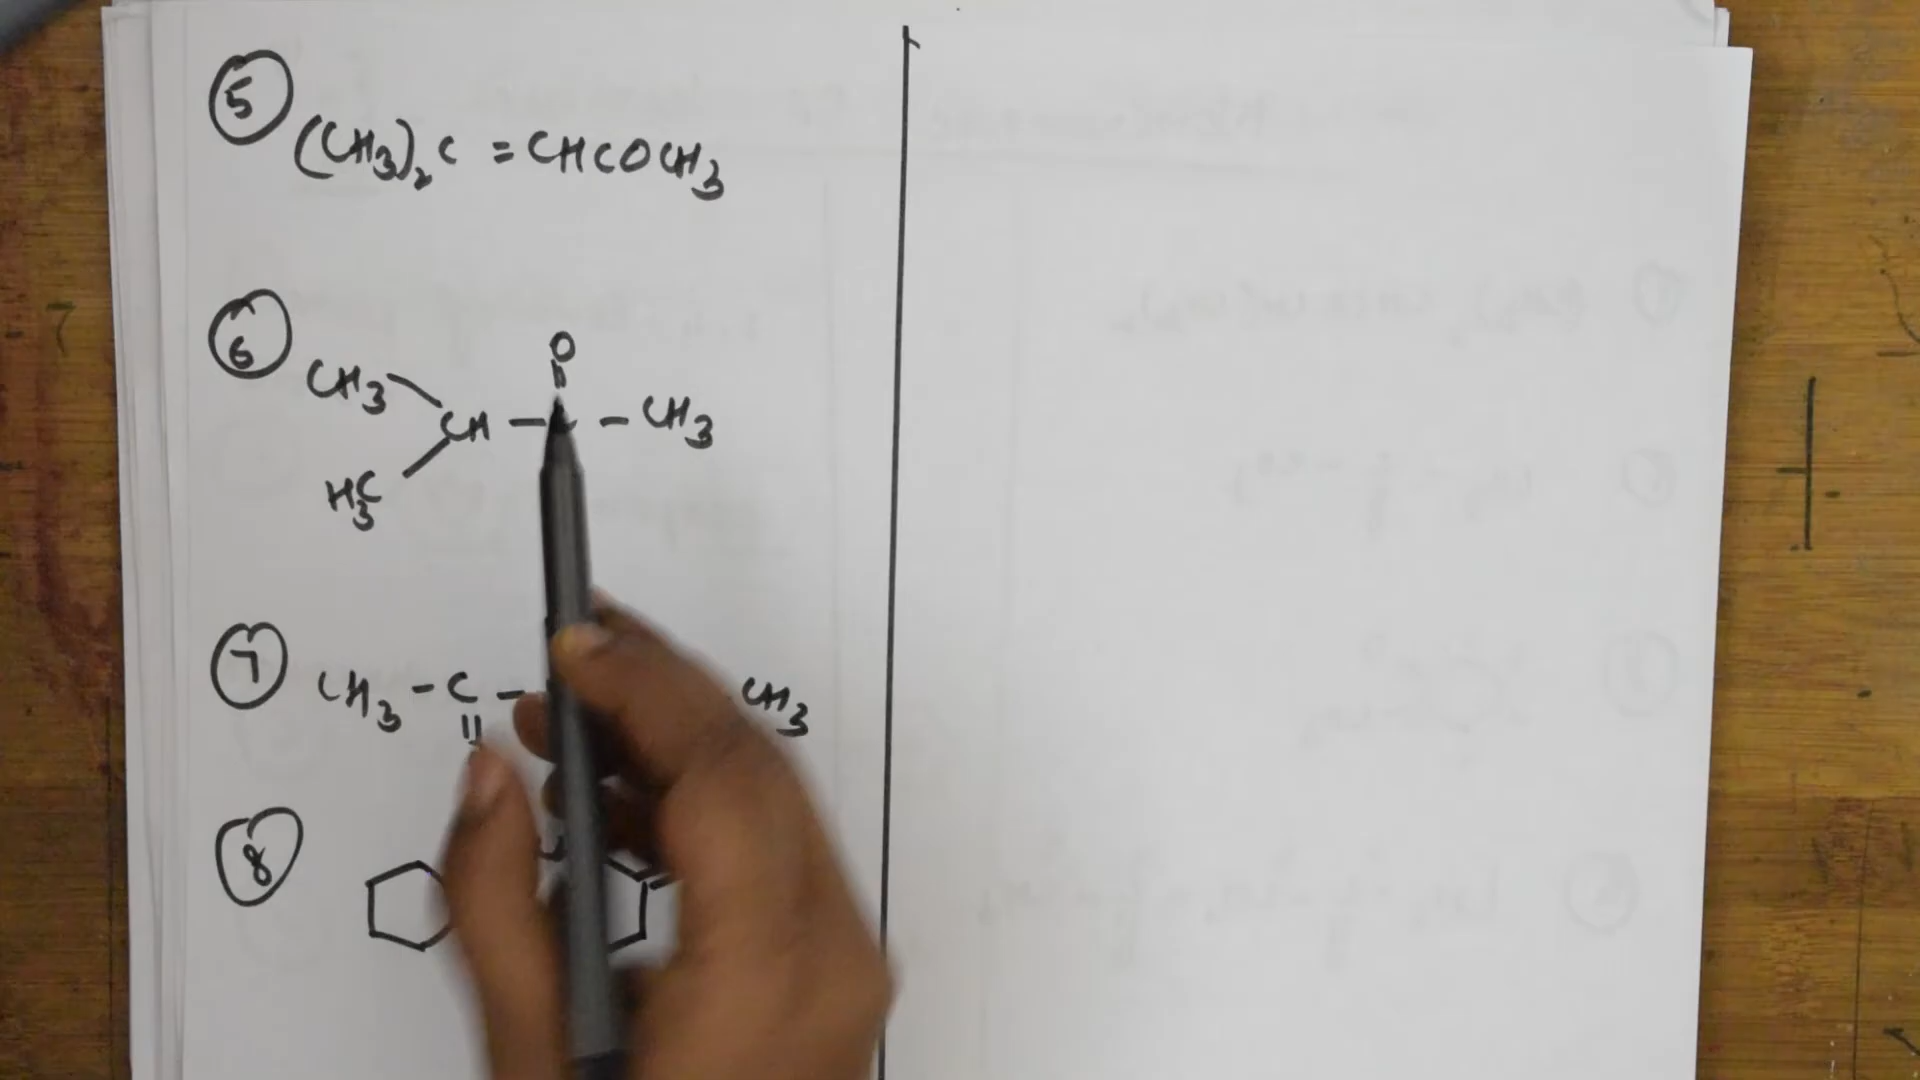 5
(CH3)2C = CHCOCH3
6
O
CH3
CH - C - CH3
H3C
7
CH3 - C - CH3
8